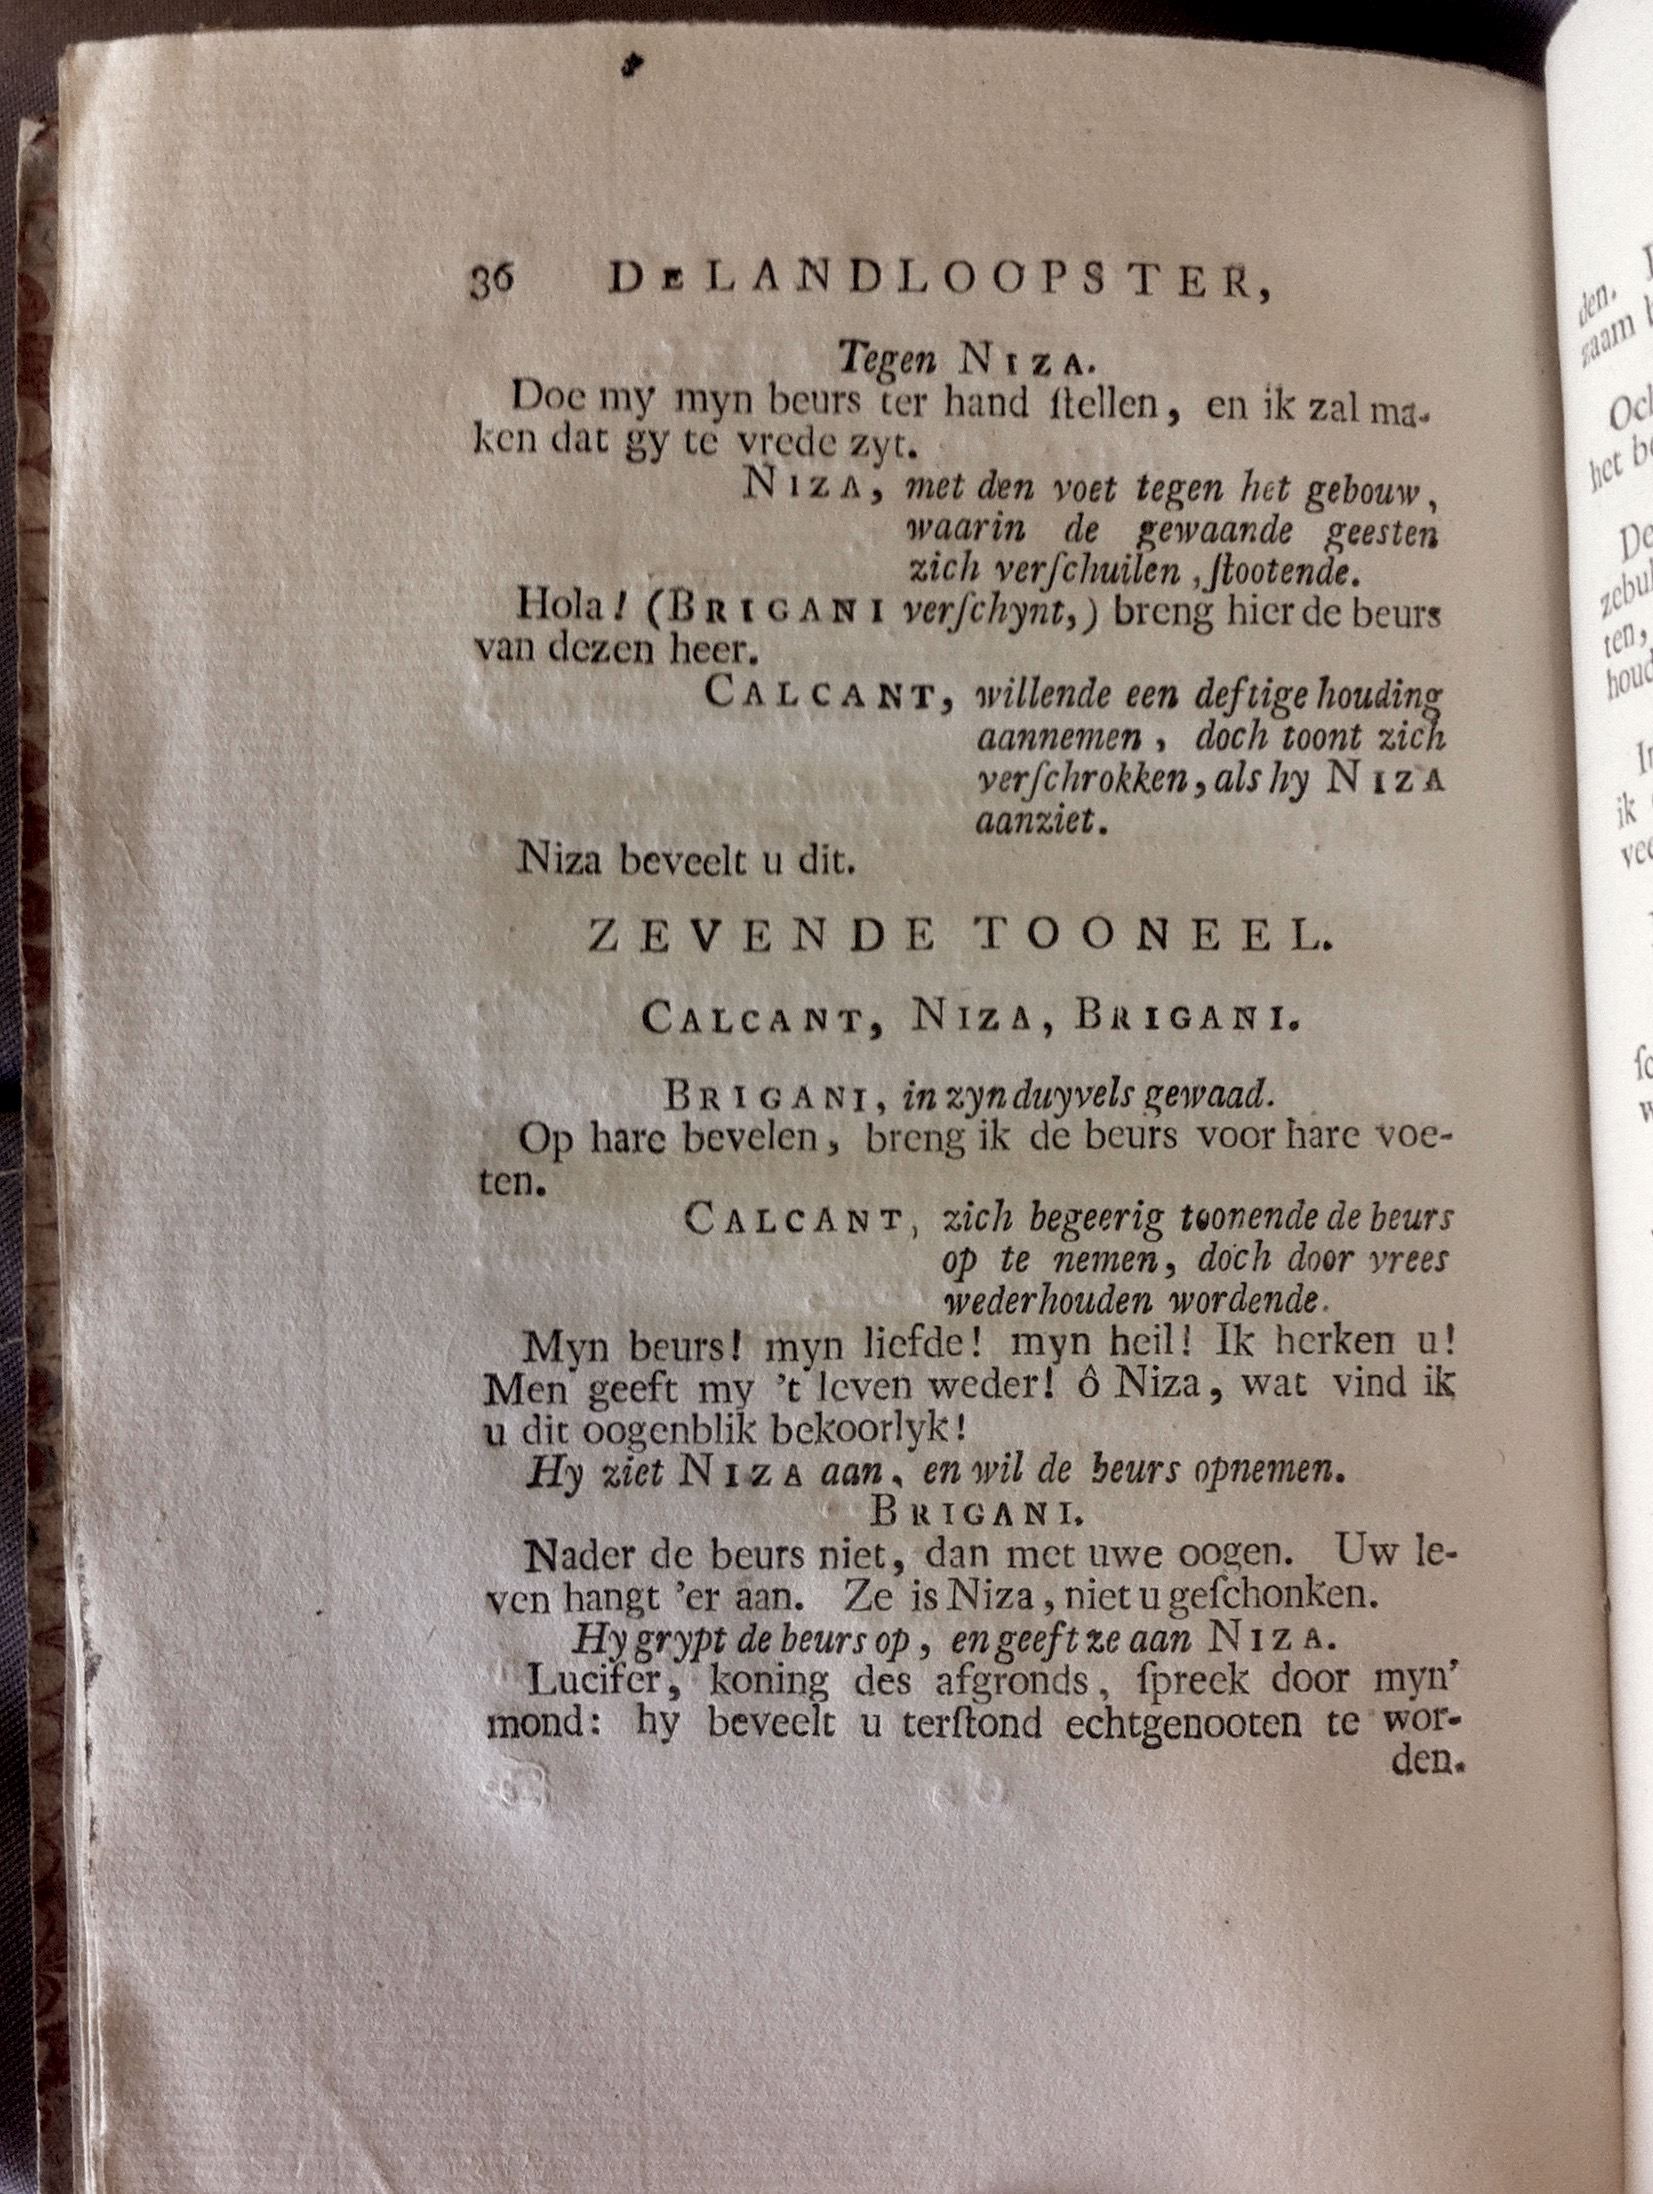 36 De LANDLOOPSTER,
Tegen NIZA.
Doe my myn beurs ter hand ſtellen, en ik zal ma-
ken dat gy te vrede zyt.
NIZA, met den voet tegen het gebouw,
waarin de gewaande geesten
zich verſchuilen, ſtootende.
Hola! (BRIGANI verſchynt,) breng hier de beurs
van dezen heer.
CALCANT, willende een deftige houding
aannemen, doch toont zich
verſchrokken, als hy NIZA
aanziet.
Niza beveelt u dit.
ZEVENDE TOONEEL.
CALCANT, NIZA, BRIGANI.
BRIGANI, in zyn duyvels gewaad.
Op hare bevelen, breng ik de beurs voor hare voe-
ten.
CALCANT, zich begeerig toonende de beurs
op te nemen, doch door vrees
wederhouden wordende.
Myn beurs! myn liefde! myn heil! Ik herken u!
Men geeft my 't leven weder! ô Niza, wat vind ik
u dit oogenblik bekoorlyk!
Hy ziet NIZA aan, en wil de beurs opnemen.
BRIGANI.
Nader de beurs niet, dan met uwe oogen. Uw le-
ven hangt 'er aan. Ze is Niza, niet u geſchonken.
Hy grypt de beurs op, en geeft ze aan NIZA.
Lucifer, koning des afgronds, ſpreek door myn'
mond: hy beveelt u terſtond echtgenooten te wor-
den.
den.
zaam
het
De
ten,
ik